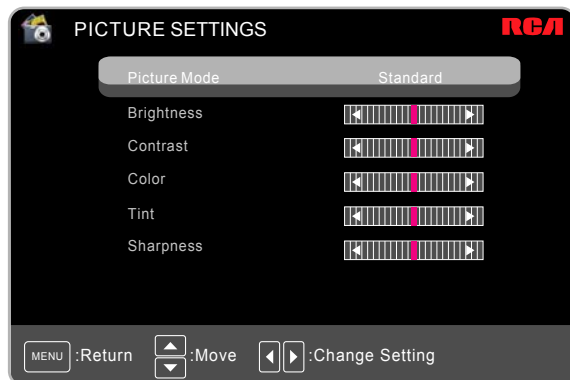 PICTURE SETTINGS RCA
Picture Mode Standard
Brightness
Contrast
Color
Tint
Sharpness
MENU :Return :Move :Change Setting